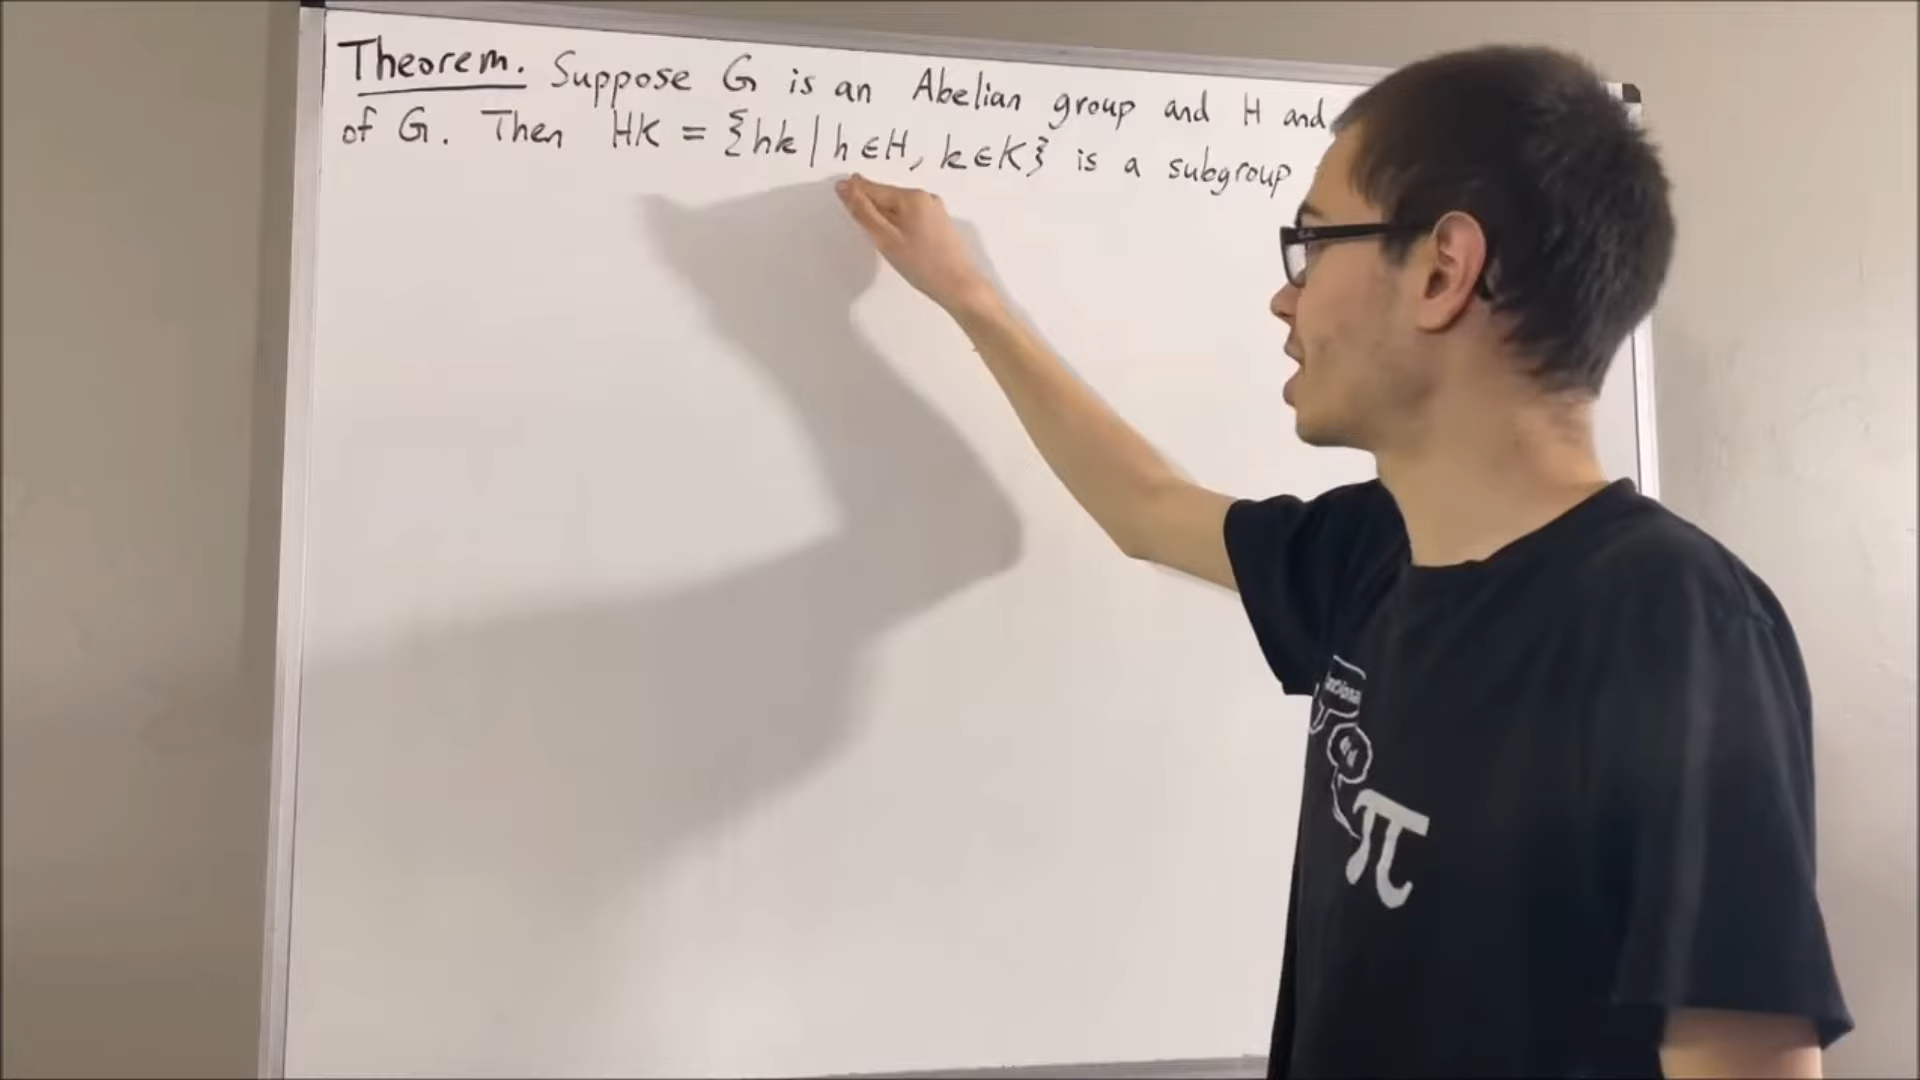 Theorem. Suppose G is an Abelian group and H and
of G. Then HK = {hk | h ∈ H, k ∈ K} is a subgroup
π